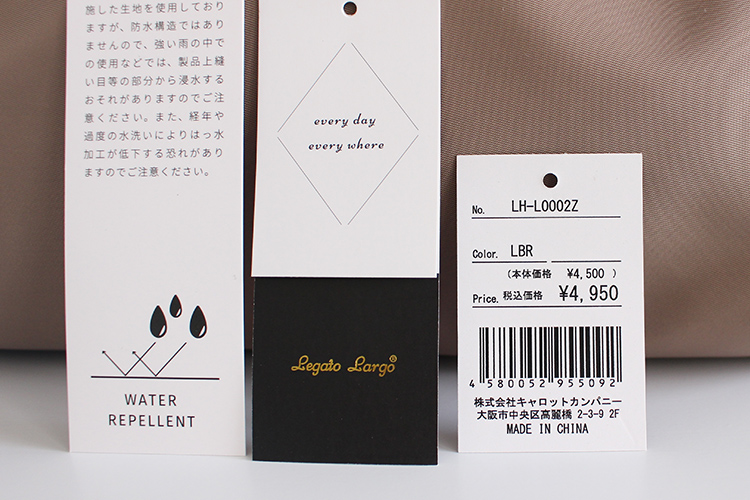 施した生地を使用しており
ますが、防水構造ではあり
ませんので、強い雨の中で
の使用などでは、製品上縫
い目等の部分から浸水する
おそれがありますのでご注
意ください。また、経年や
過度の水洗いによりはっ水
加工が低下する恐れがあり
ますのでご注意ください。
WATER
REPELLENT
every day
every where
Legato Largo®
No. LH-L0002Z
Color. LBR
(本体価格 ¥4,500 )
Price. 税込価格 ¥4,950
4 580052 955092
株式会社キャロットカンパニー
大阪市中央区高麗橋 2-3-9 2F
MADE IN CHINA